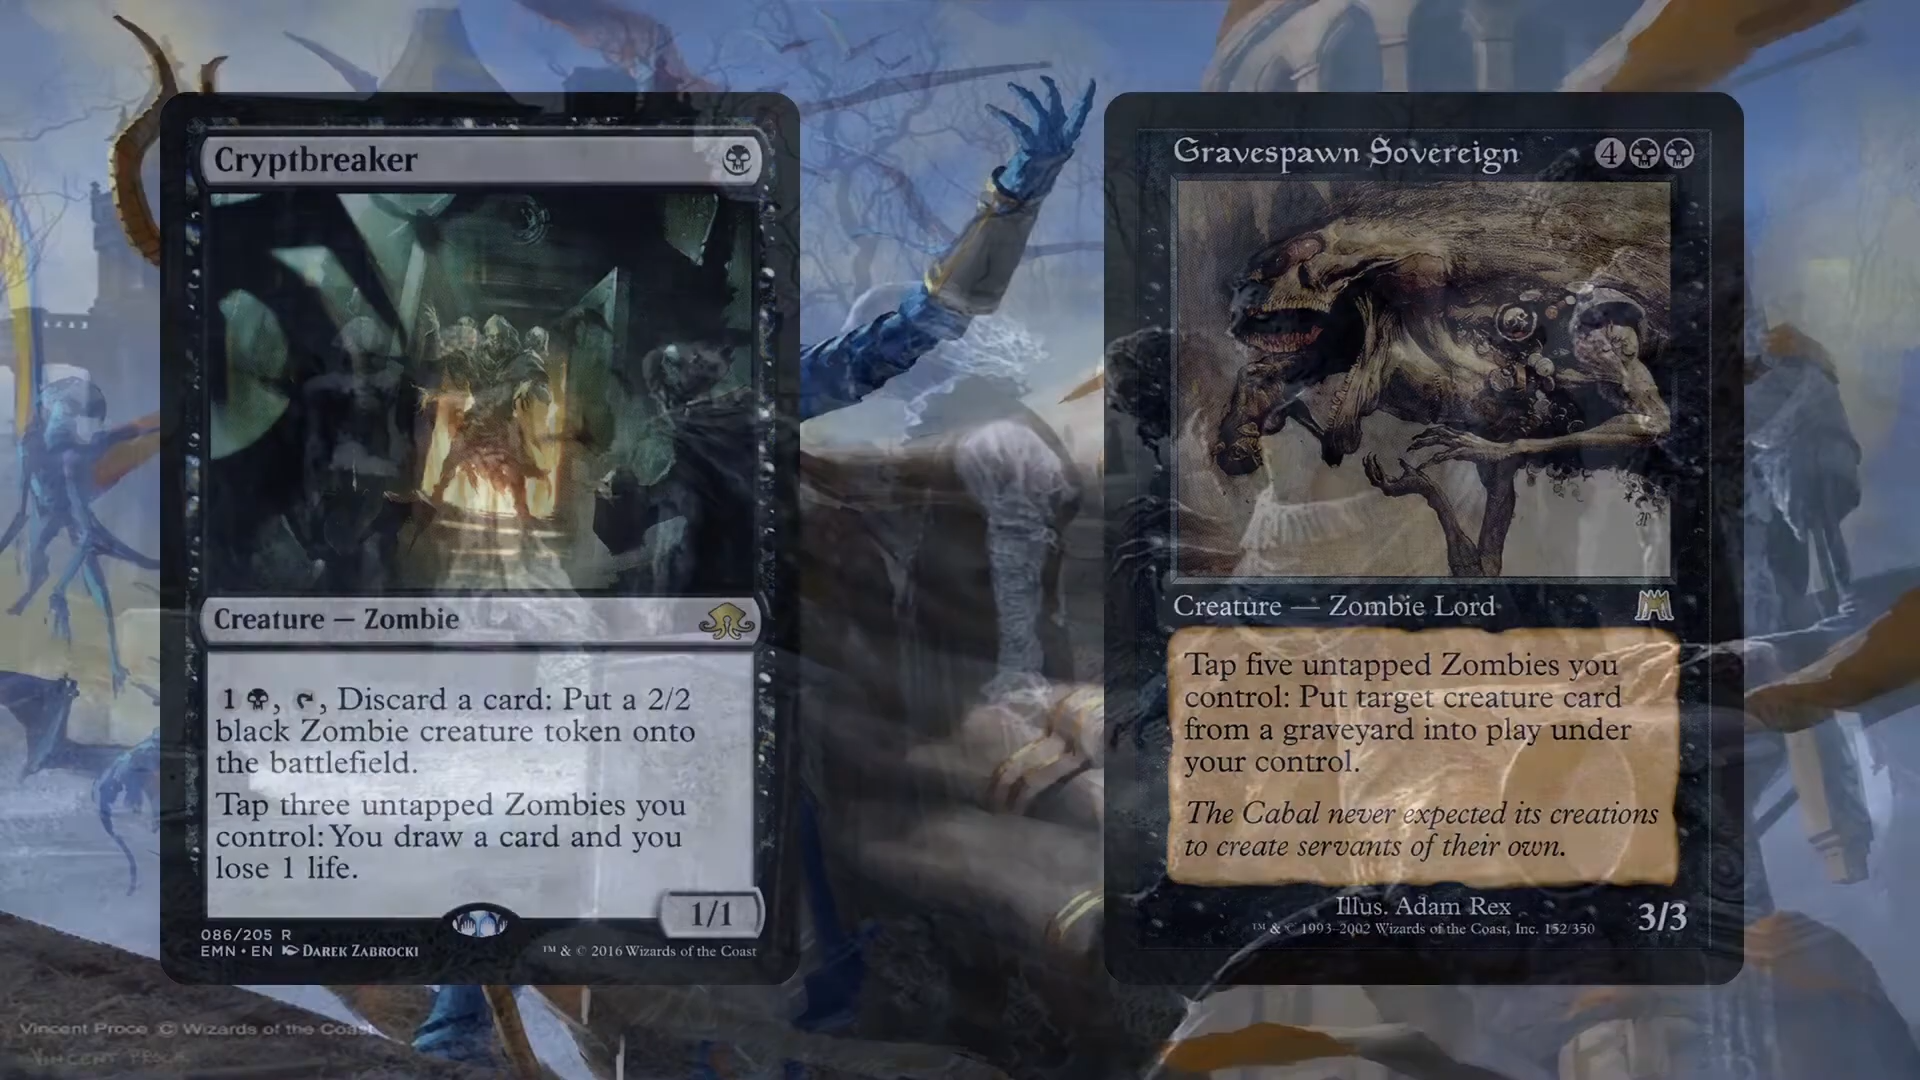 Cryptbreaker
Creature — Zombie
1 , , Discard a card: Put a 2/2
black Zombie creature token onto
the battlefield.
Tap three untapped Zombies you
control: You draw a card and you
lose 1 life.
1/1
086/205 R
EMN • EN DAREK ZABROCKI
™ & © 2016 Wizards of the Coast
Gravespawn Sovereign
4
Creature — Zombie Lord
Tap five untapped Zombies you
control: Put target creature card
from a graveyard into play under
your control.
The Cabal never expected its creations
to create servants of their own.
Illus. Adam Rex
™ & © 1993-2002 Wizards of the Coast, Inc. 152/350
3/3
Vincent Proce © Wizards of the Coast
VINCENT PROCE